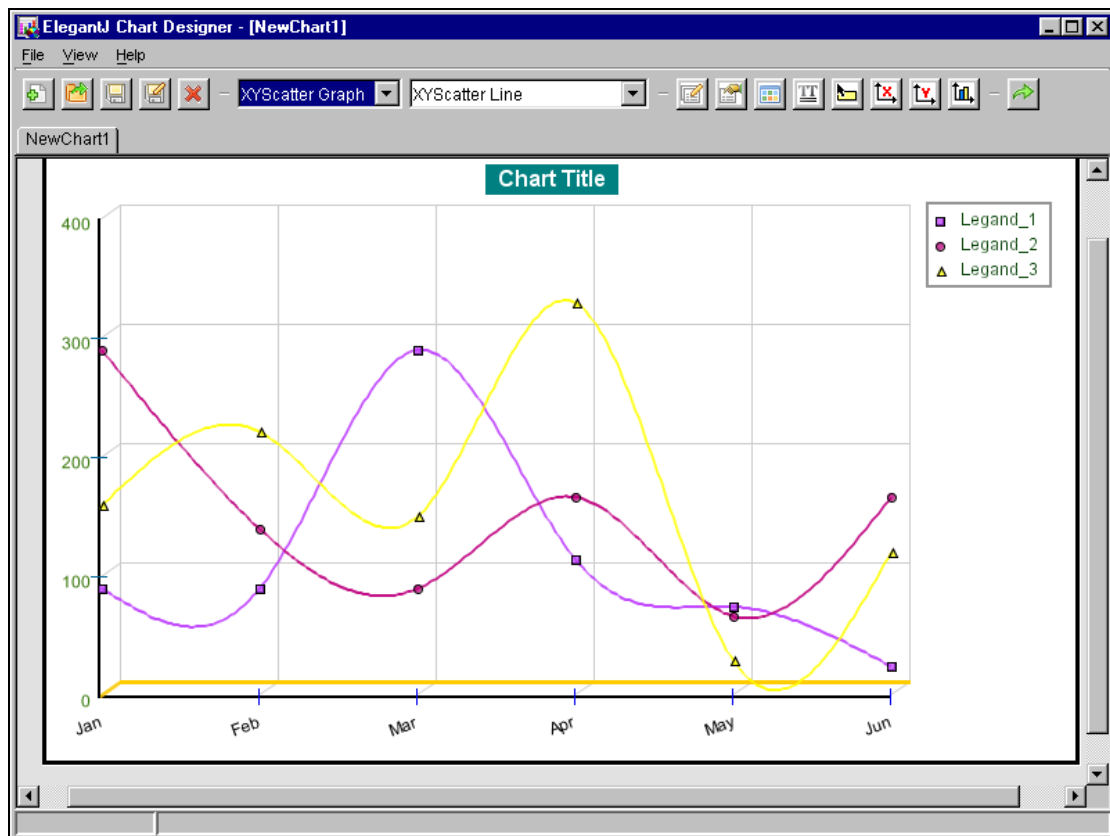 ElegantJ Chart Designer - [NewChart1]
File View Help
XYScatter Graph XYScatter Line
TT X Y
NewChart1
Chart Title
400
300
200
100
0
Jan Feb Mar Apr May Jun
Legand_1
Legand_2
Legand_3